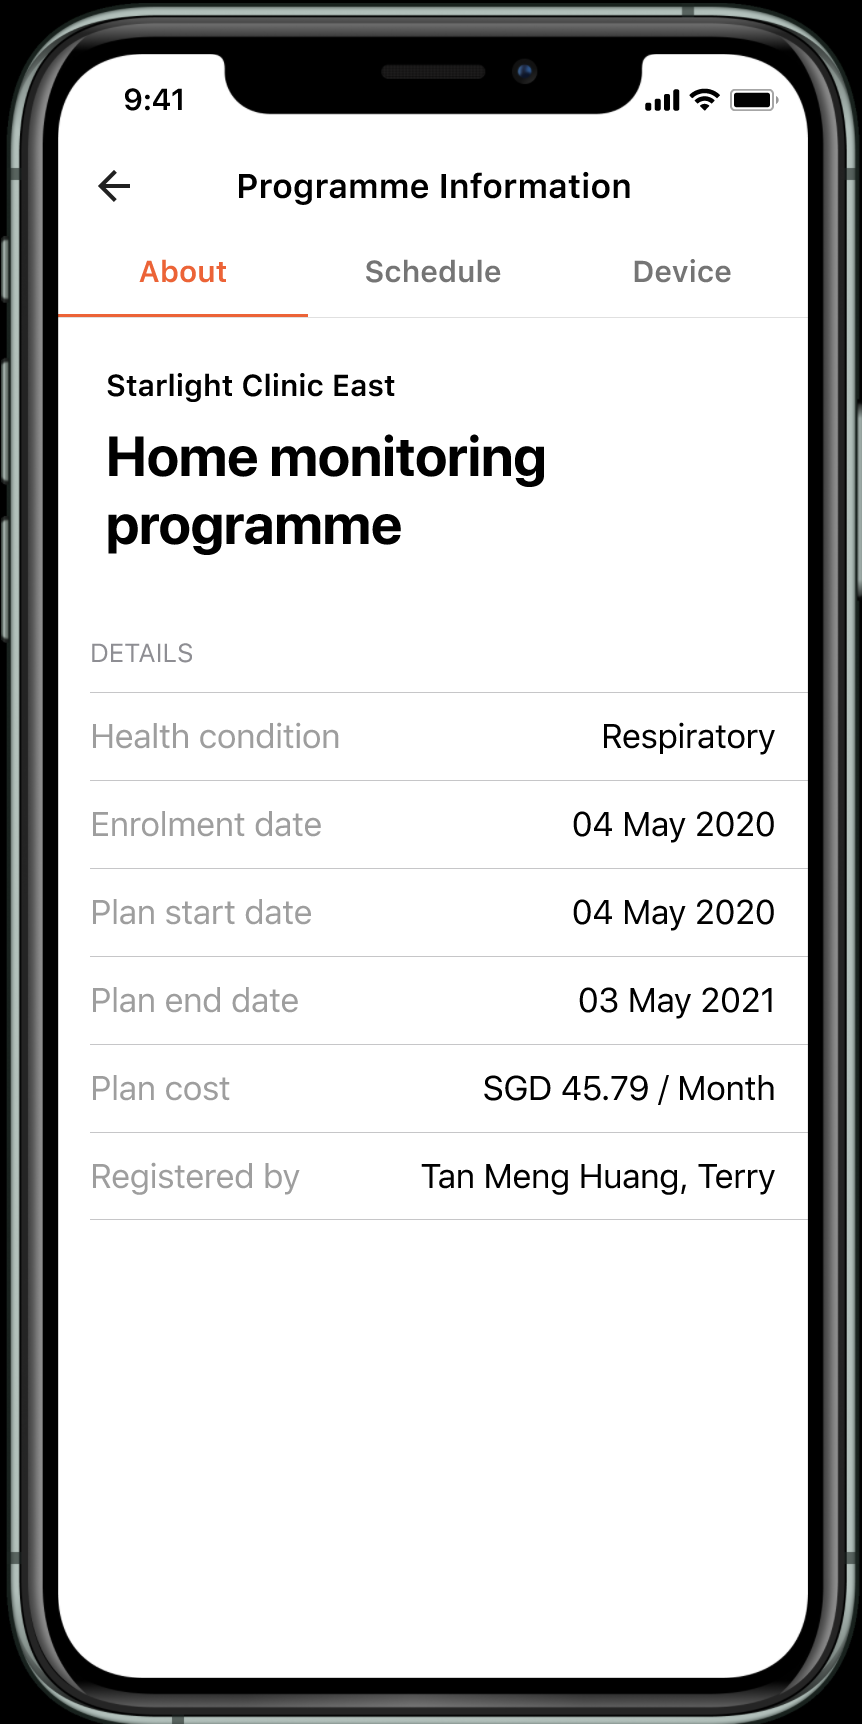 9:41
Programme Information
About Schedule Device
Starlight Clinic East
Home monitoring
programme
DETAILS
Health condition Respiratory
Enrolment date 04 May 2020
Plan start date 04 May 2020
Plan end date 03 May 2021
Plan cost SGD 45.79 / Month
Registered by Tan Meng Huang, Terry